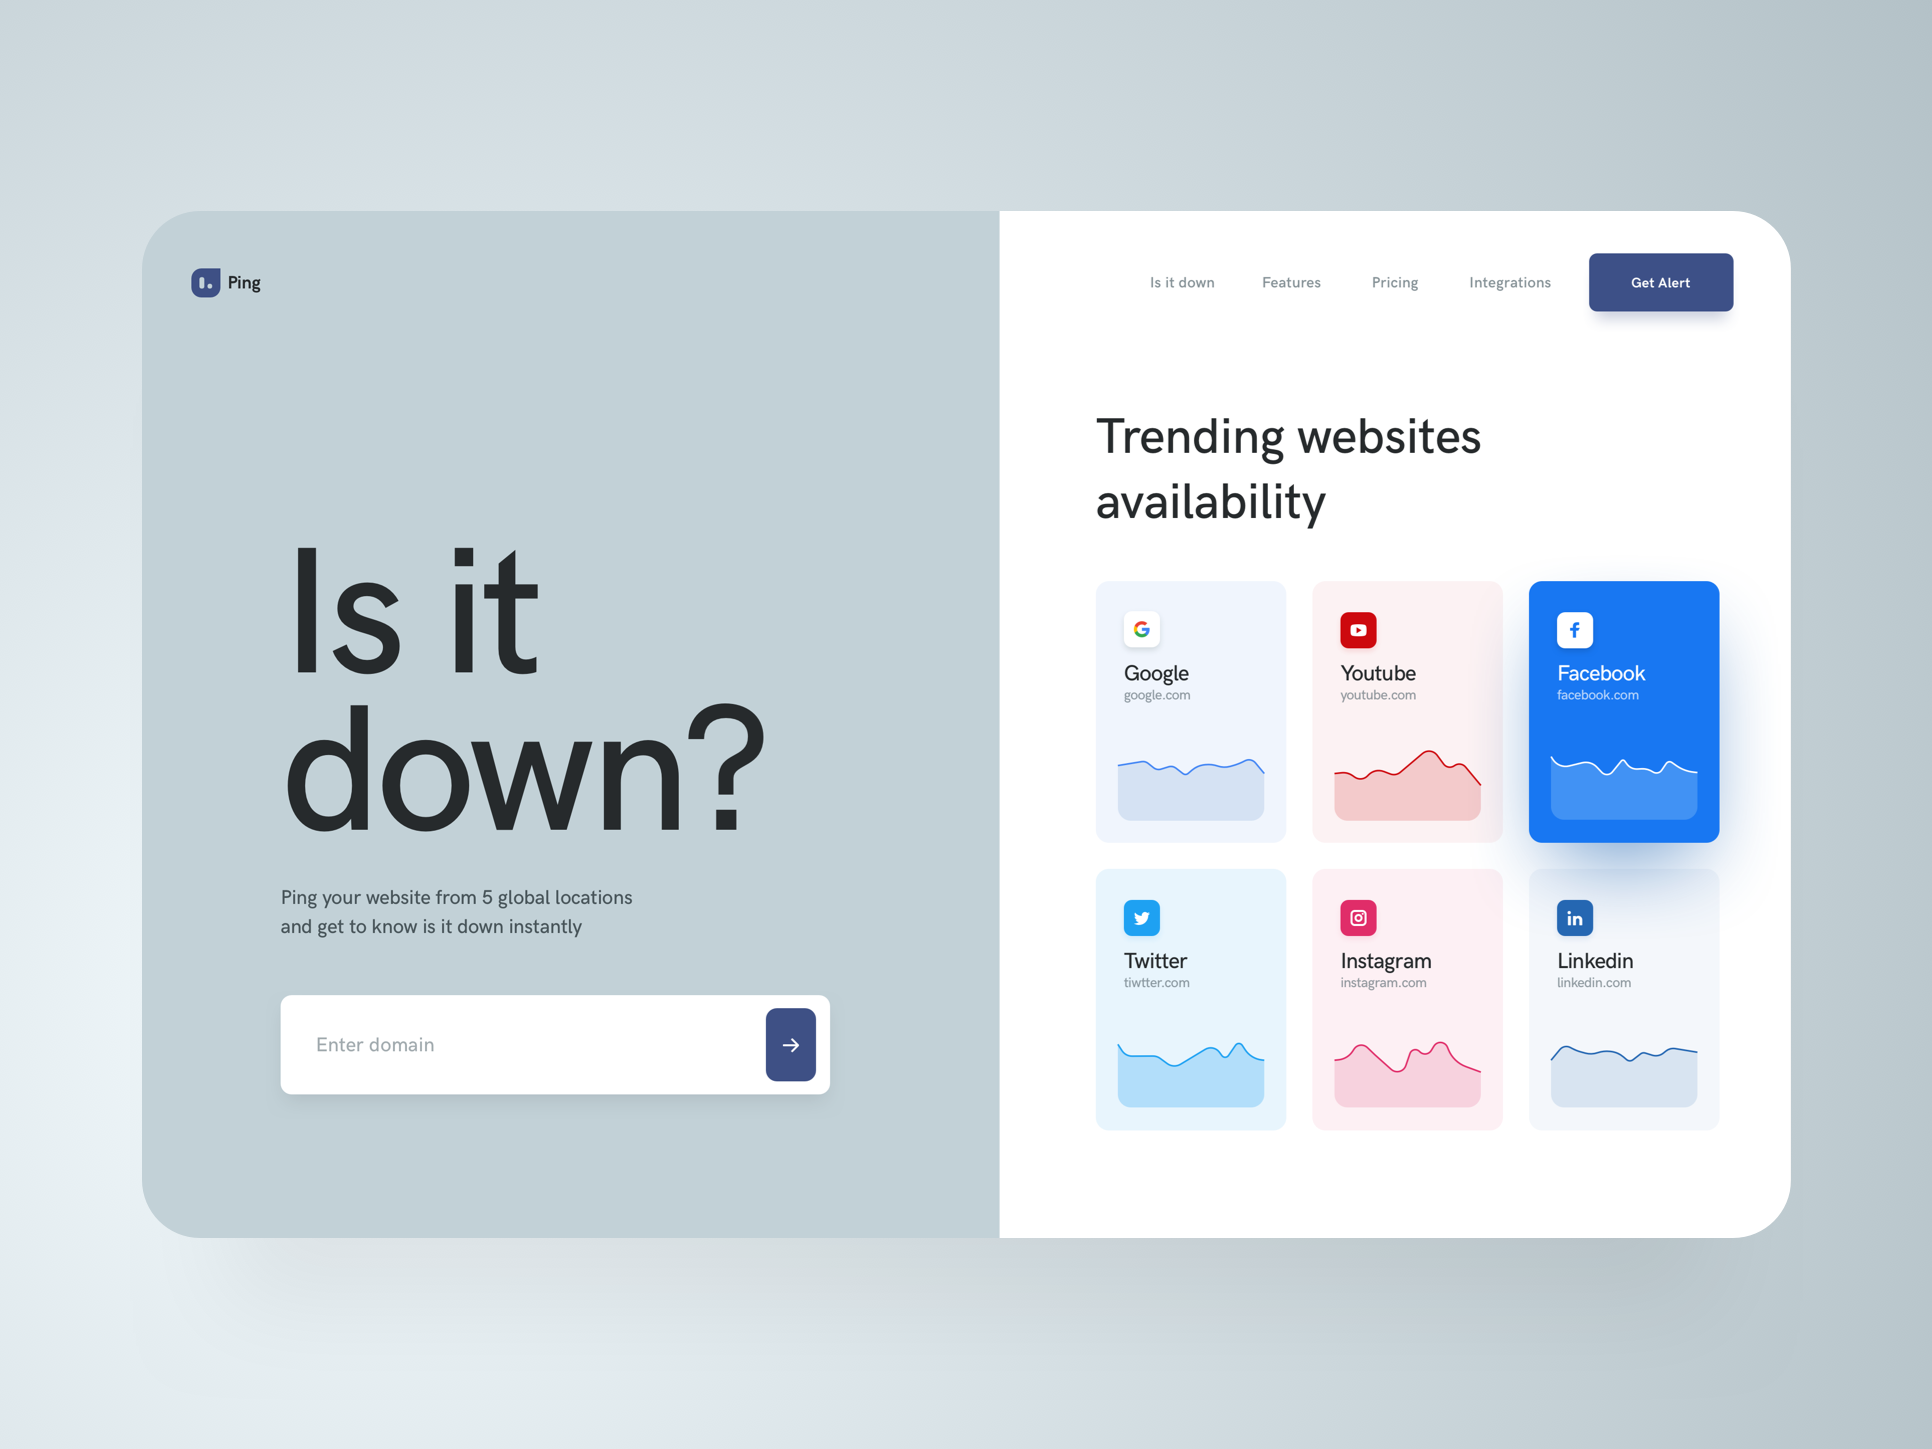 Ping
Is it down
Features
Pricing
Integrations
Get Alert
Is it
down?
Ping your website from 5 global locations
and get to know is it down instantly
Enter domain
Trending websites
availability
Google
google.com
Youtube
youtube.com
Facebook
facebook.com
Twitter
tiwtter.com
Instagram
instagram.com
Linkedin
linkedin.com